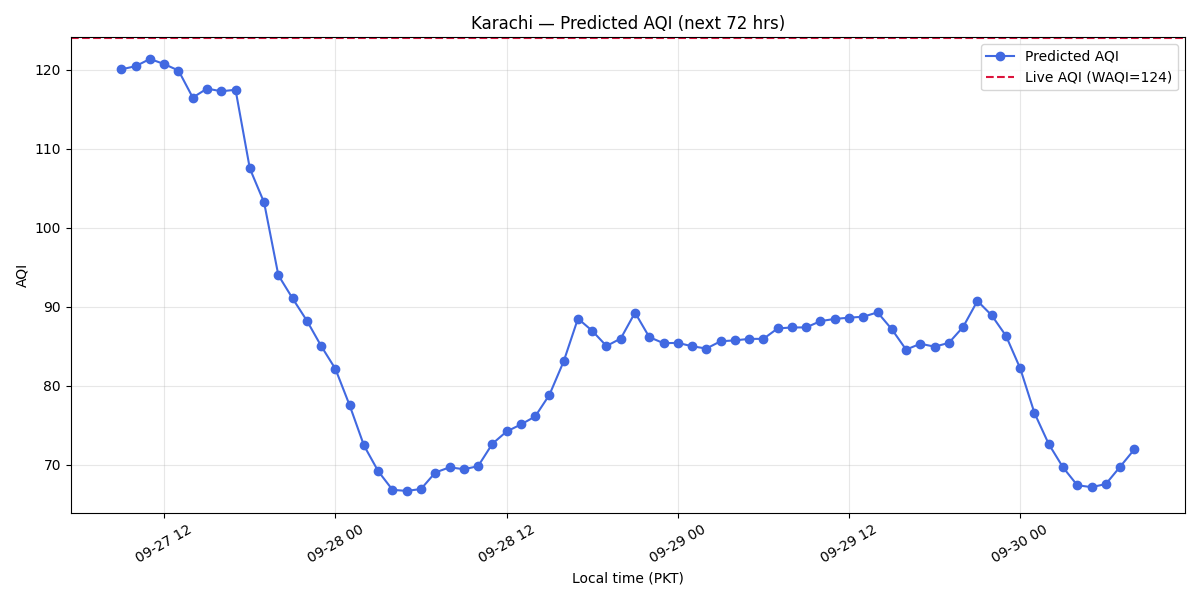 Karachi — Predicted AQI (next 72 hrs)
Predicted AQI
Live AQI (WAQI=124)
AQI
120
110
100
90
80
70
09-27 12
09-28 00
09-28 12
09-29 00
09-29 12
09-30 00
Local time (PKT)